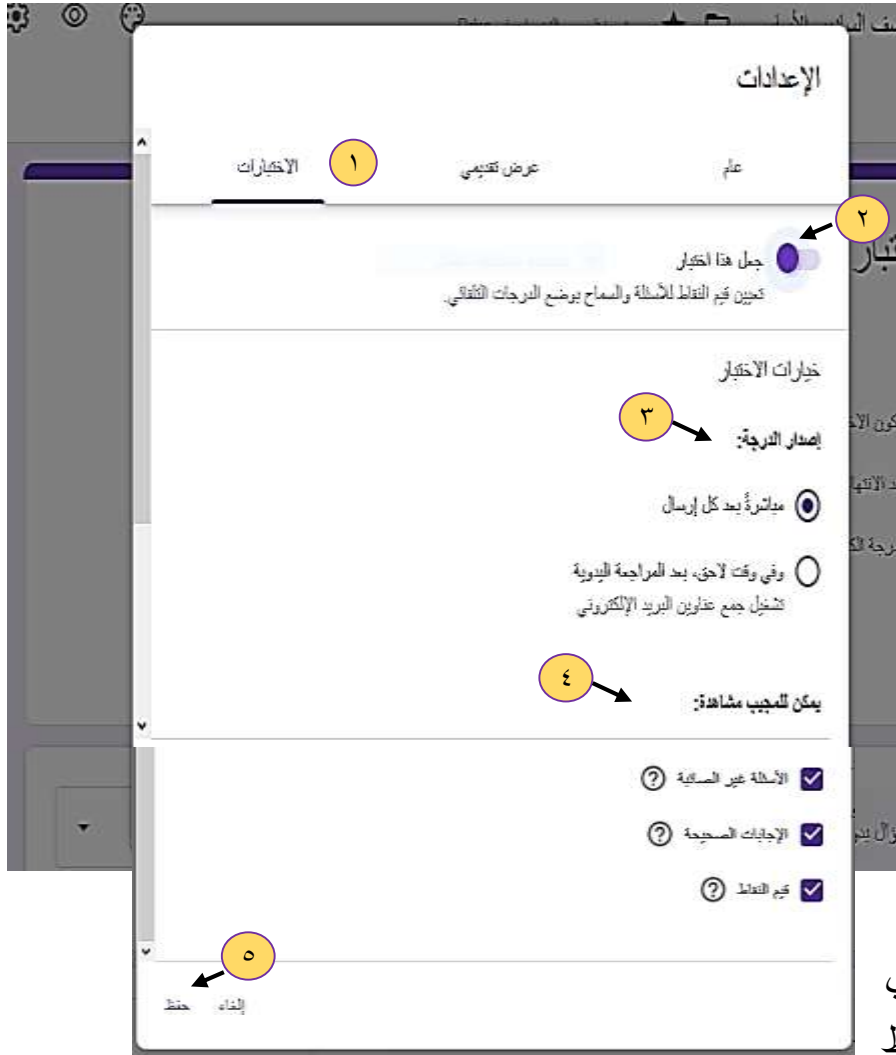 الإعدادات
عام
عرض تقديمي
١
الاختبارات
٢
جعل هذا اختبار
تعيين قيم النقاط للأسئلة والسماح بوضع الدرجات التلقائي.
خيارات الاختبار
٣
إصدار الدرجة:
مباشرةً بعد كل إرسال
وفي وقت لاحق، بعد المراجعة اليدوية
تشغيل جمع عناوين البريد الإلكتروني
٤
يمكن للمجيب مشاهدة:
الأسئلة غير الصائبة
الإجابات الصحيحة
قيم النقاط
٥
إلغاء
حفظ